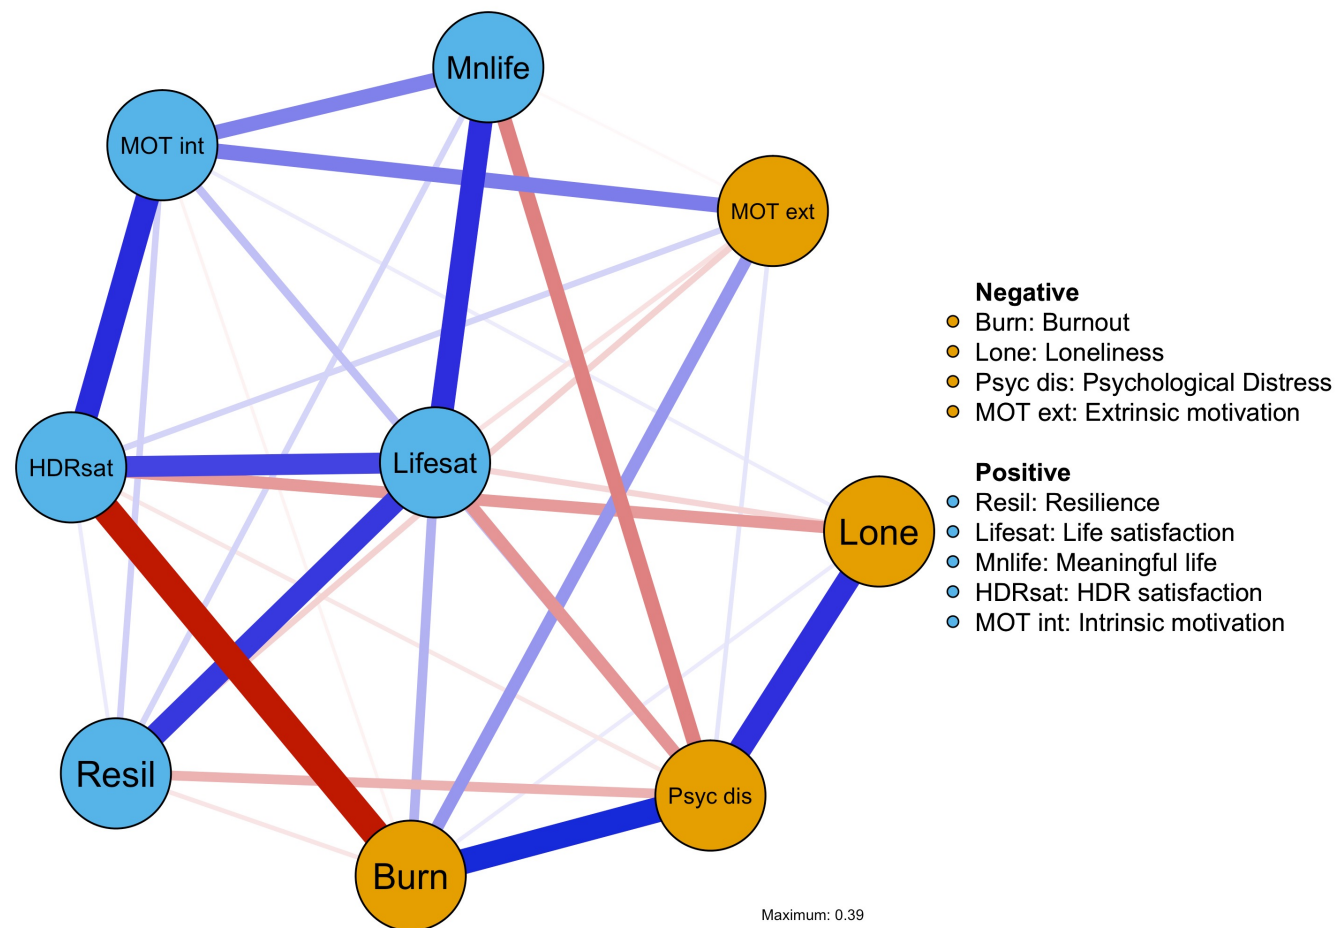 Mnlife
MOT int
MOT ext
Negative
Burn: Burnout
Lone: Loneliness
Psyc dis: Psychological Distress
MOT ext: Extrinsic motivation
HDRsat
Lifesat
Positive
Resil: Resilience
Lifesat: Life satisfaction
Mnlife: Meaningful life
HDRsat: HDR satisfaction
MOT int: Intrinsic motivation
Lone
Resil
Psyc dis
Burn
Maximum: 0.39